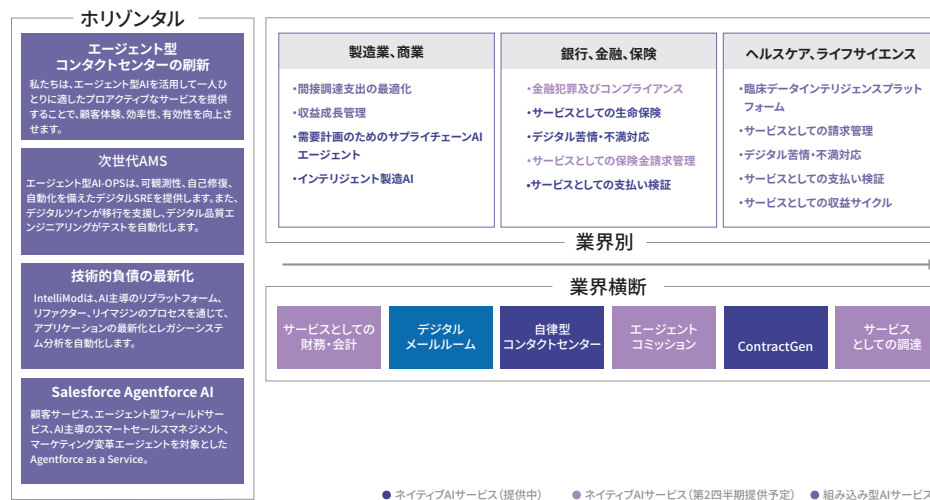 ホリゾンタル
エージェント型
コンタクトセンターの刷新
私たちは、エージェント型AIを活用して一人ひ
とりに適したプロアクティブなサービスを提供
することで、顧客体験、効率性、有効性を向上さ
せます。
次世代AMS
エージェント型AI-OPSは、可観測性、自己修復、
自動化を備えたデジタルSREを提供します。また、
デジタルツインが移行を支援し、デジタル品質エ
ンジニアリングがテストを自動化します。
技術的負債の最新化
IntelliModは、AI主導のリプラットフォーム、
リファクター、リイマジンのプロセスを通じて、
アプリケーションの最新化とレガシーシステ
ム分析を自動化します。
Salesforce Agentforce AI
顧客サービス、エージェント型フィールドサー
ビス、AI主導のスマートセールスマネジメント、
マーケティング変革エージェントを対象とした
Agentforce as a Service。
製造業、商業
・間接調達支出の最適化
・収益成長管理
・需要計画のためのサプライチェーンAI
エージェント
・インテリジェント製造AI
銀行、金融、保険
・金融犯罪及びコンプライアンス
・サービスとしての生命保険
・デジタル苦情・不満対応
・サービスとしての保険金請求管理
・サービスとしての支払い検証
ヘルスケア、ライフサイエンス
・臨床データインテリジェンスプラット
フォーム
・サービスとしての請求管理
・デジタル苦情・不満対応
・サービスとしての支払い検証
・サービスとしての収益サイクル
業界別
業界横断
サービスとしての
財務・会計
デジタル
メールルーム
自律型
コンタクトセンター
エージェント
コミッション
ContractGen
サービス
としての調達
● ネイティブAIサービス(提供中)
● ネイティブAIサービス(第2四半期提供予定)
● 組み込み型AIサービス